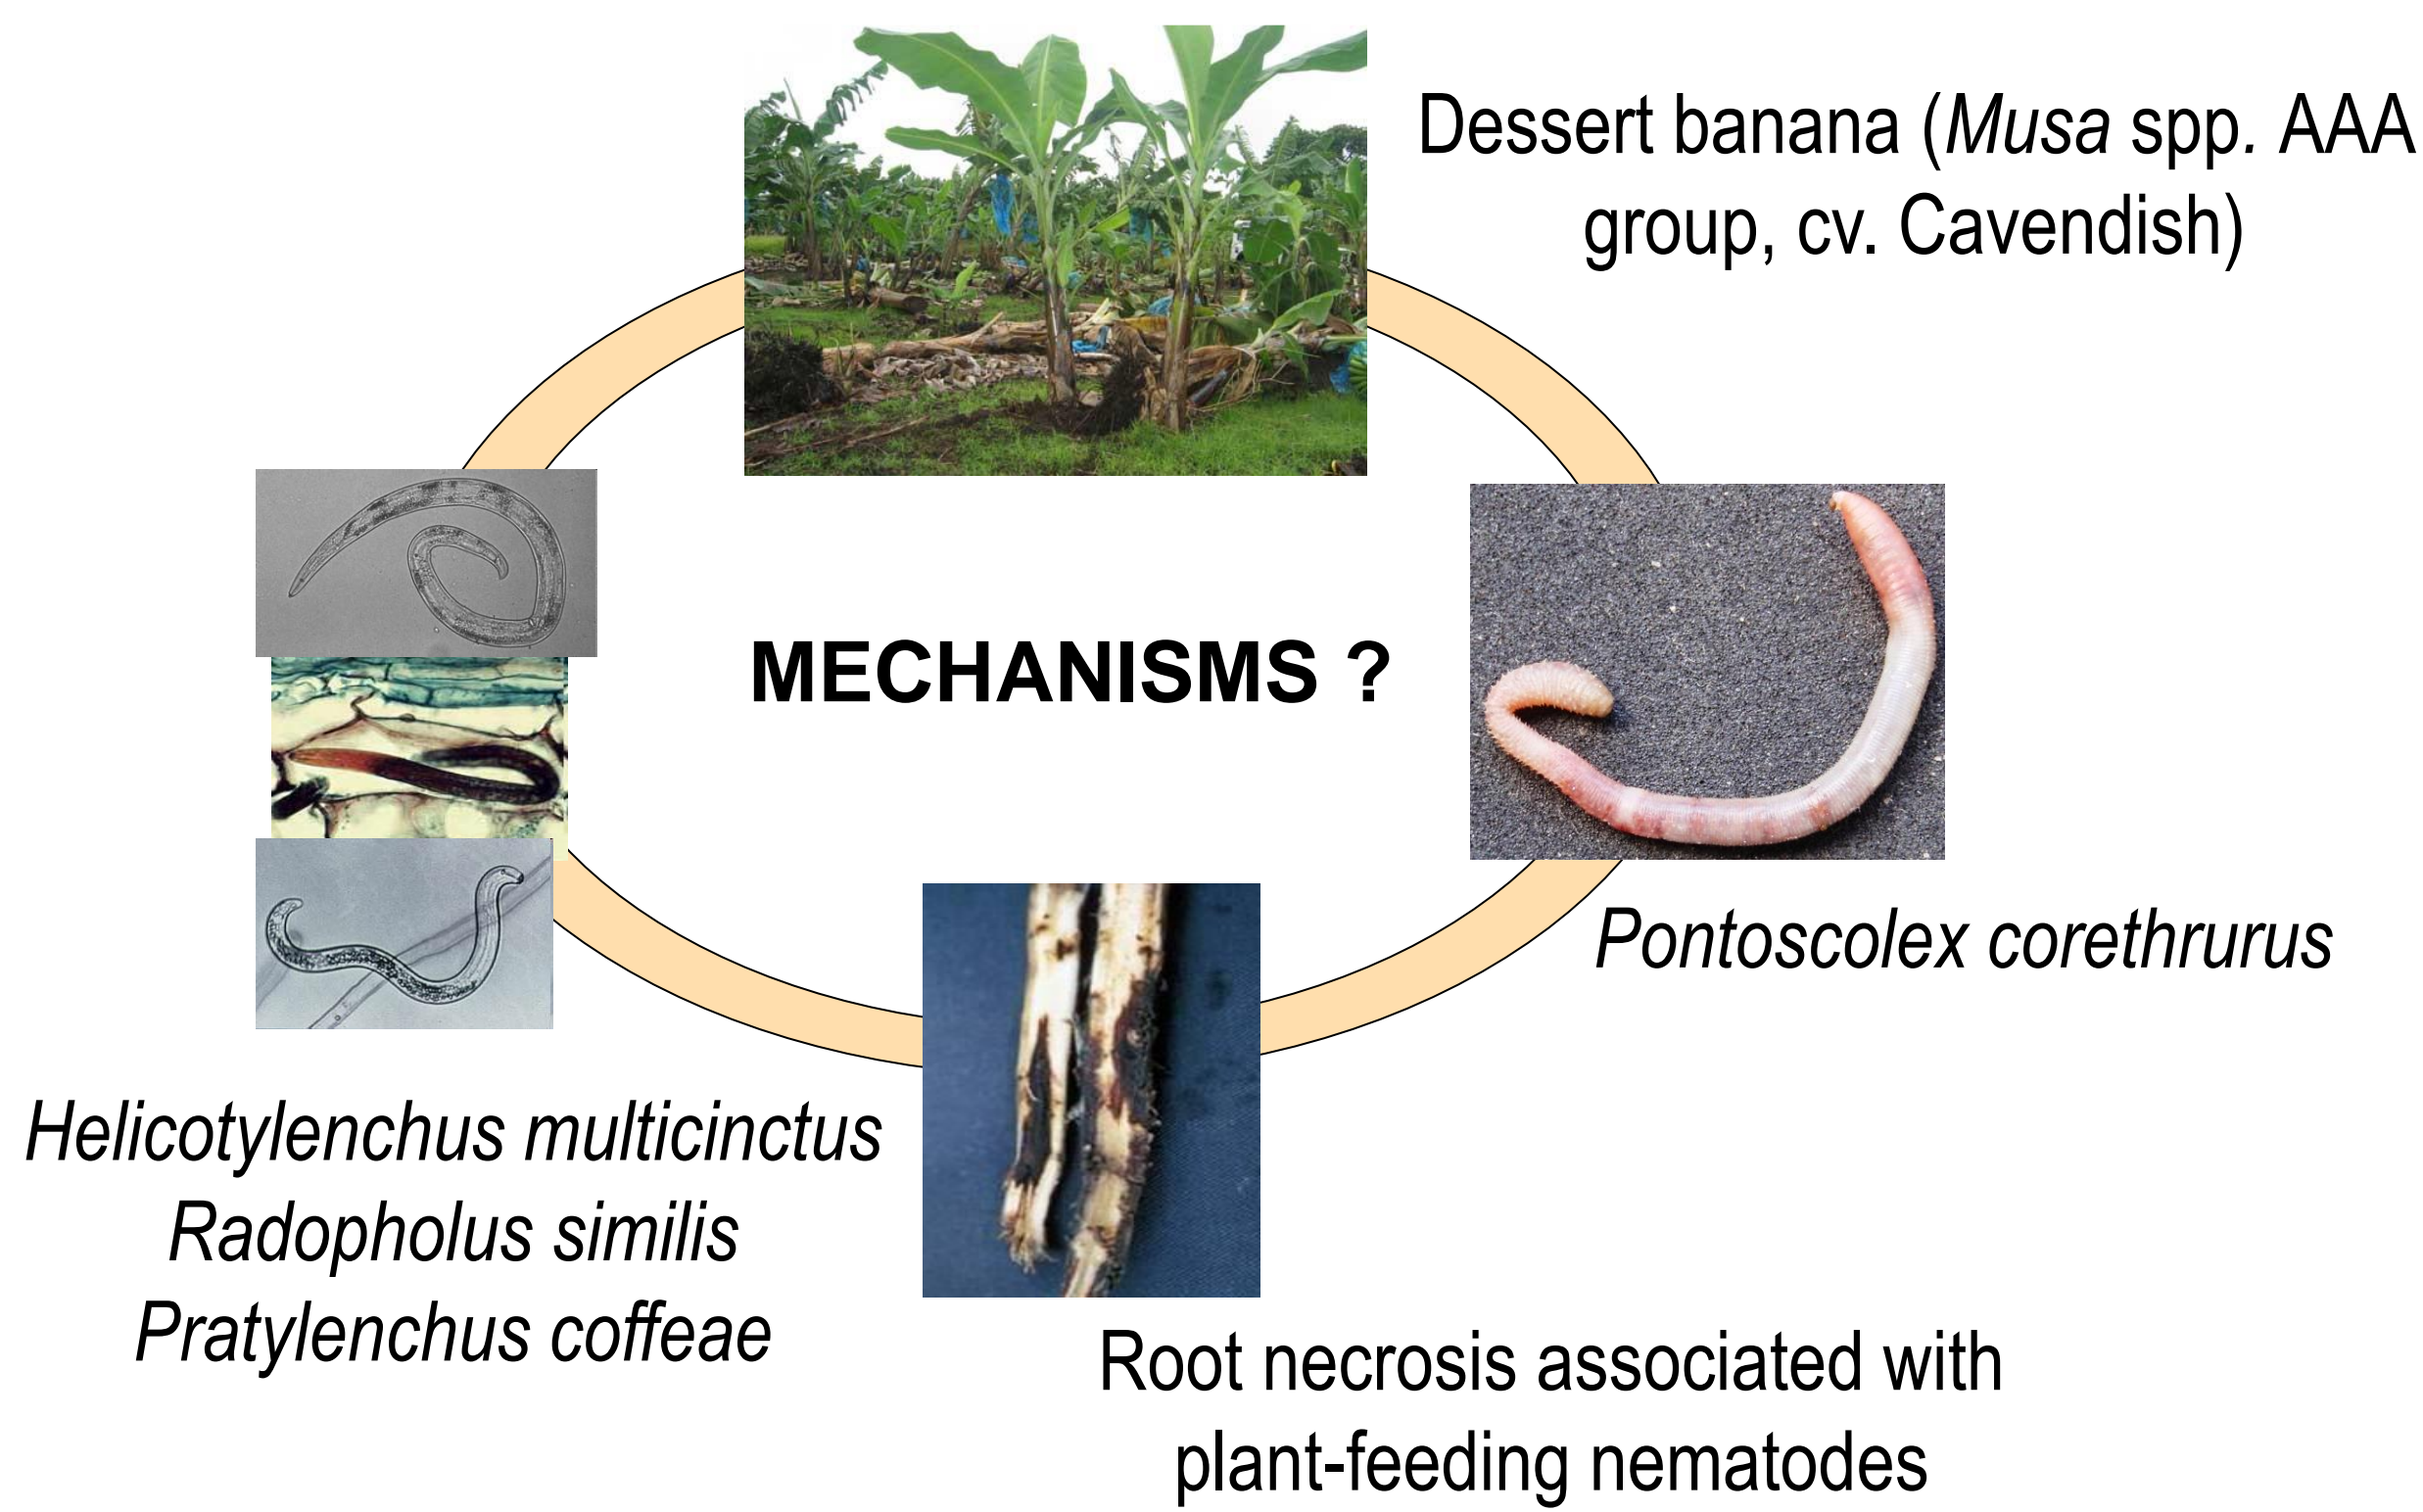 Dessert banana (Musa spp. AAA
group, cv. Cavendish)
MECHANISMS ?
Pontoscolex corethrurus
Helicotylenchus multicinctus
Radopholus similis
Pratylenchus coffeae
Root necrosis associated with
plant-feeding nematodes